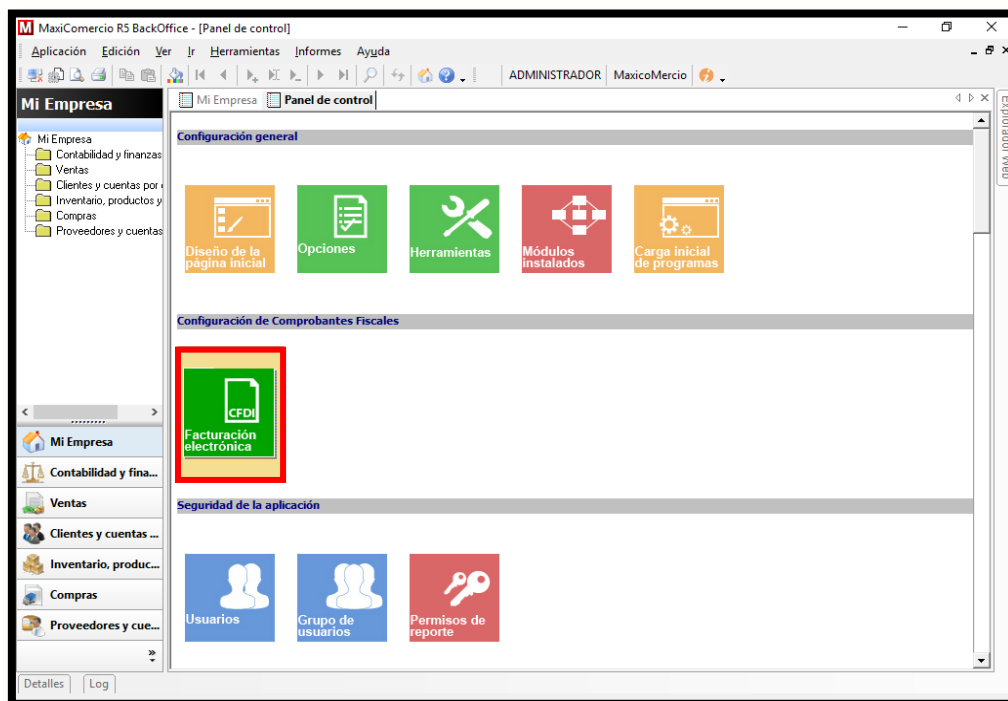 M MaxiComercio R5 BackOffice - [Panel de control]
Aplicación Edición Ver Ir Herramientas Informes Ayuda
ADMINISTRADOR MaxicoMercio
Mi Empresa
Mi Empresa Panel de control
Explorador Web
Mi Empresa
Contabilidad y finanzas
Ventas
Clientes y cuentas por
Inventario, productos y
Compras
Proveedores y cuentas
Configuración general
Diseño de la
página inicial
Opciones
Herramientas
Módulos
instalados
Carga inicial
de programas
Configuración de Comprobantes Fiscales
CFDI
Facturación
electrónica
Mi Empresa
Contabilidad y fina...
Ventas
Clientes y cuentas ...
Inventario, produc...
Compras
Proveedores y cue...
Seguridad de la aplicación
Usuarios
Grupo de
usuarios
Permisos de
reporte
Detalles Log